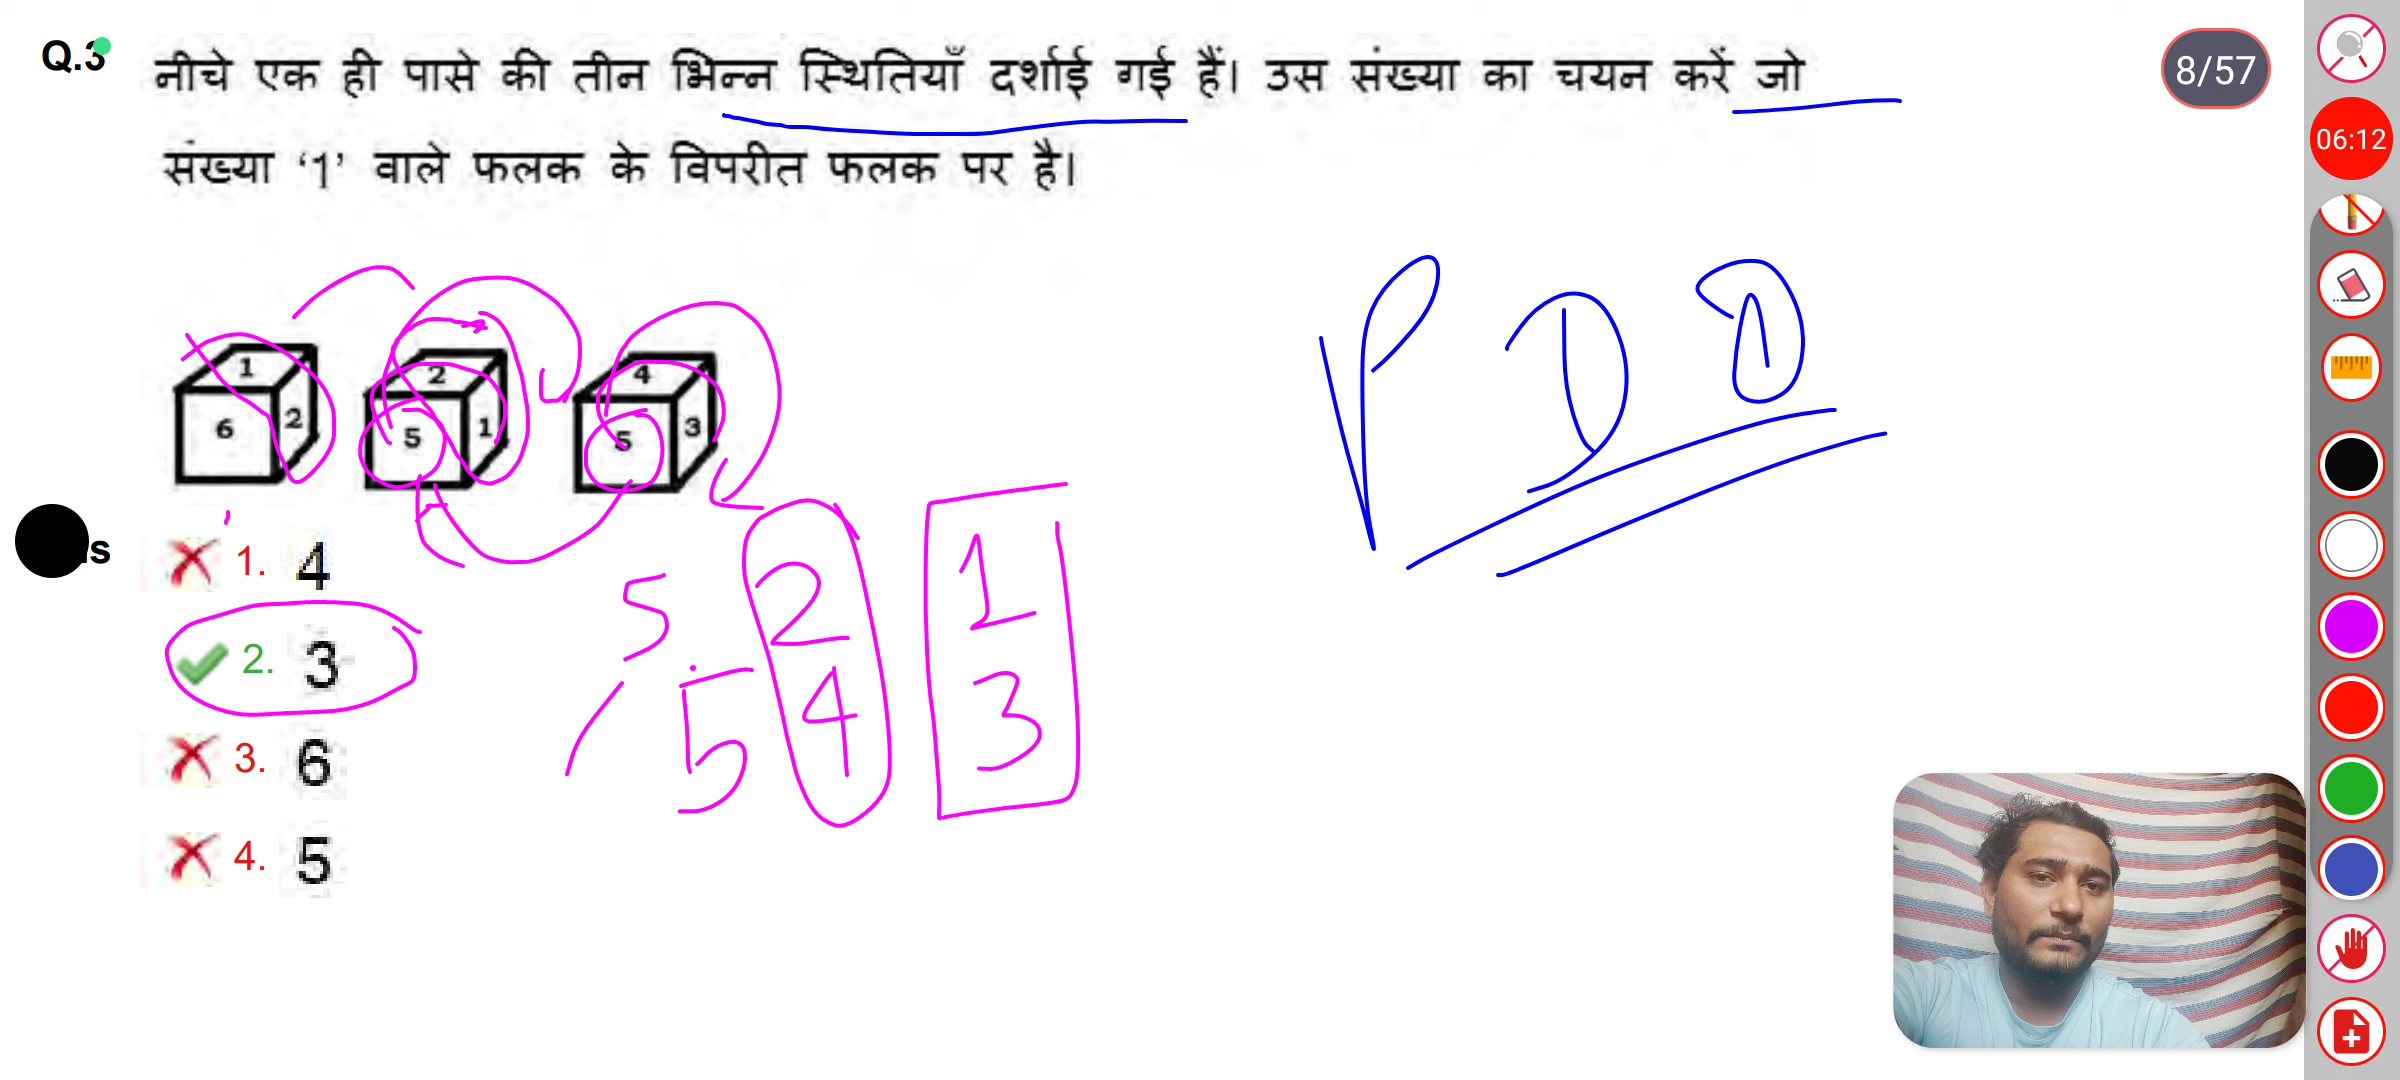 Q.3 नीचे एक ही पासे की तीन भिन्न स्थितियाँ दर्शाई गई हैं। उस संख्या का चयन करें जो
संख्या ‘1’ वाले फलक के विपरीत फलक पर है।
8/57
06:12
1 6 2
2 5 1
4 5 3
s
1. 4
2. 3
3. 6
4. 5
5 2 1
5 4 3